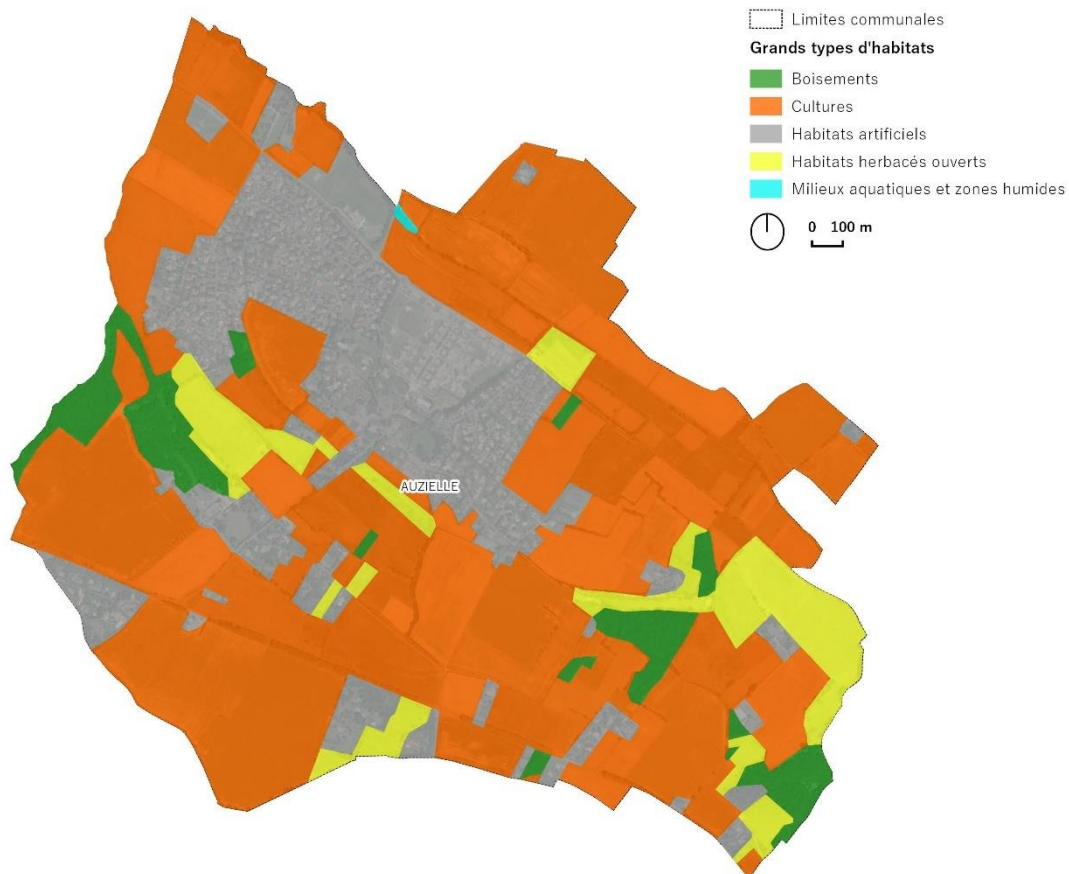 Limites communales
Grands types d'habitats
Boisements
Cultures
Habitats artificiels
Habitats herbacés ouverts
Milieux aquatiques et zones humides
0 100 m
AUZIELLE